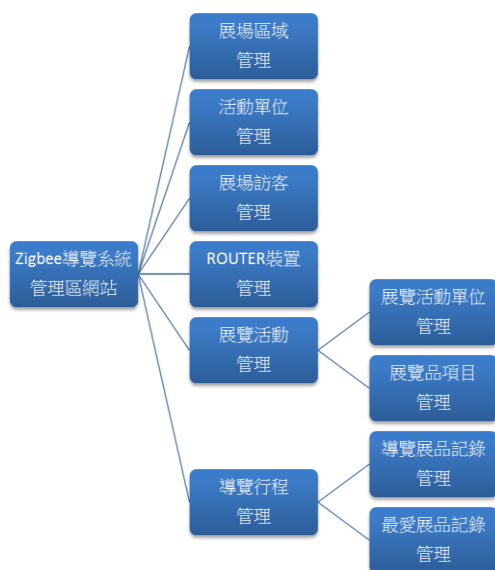 展場區域
管理
活動單位
管理
展場訪客
管理
Zigbee導覽系統
管理區網站
ROUTER裝置
管理
展覽活動
管理
展覽活動單位
管理
展覽品項目
管理
導覽行程
管理
導覽展品記錄
管理
最愛展品記錄
管理